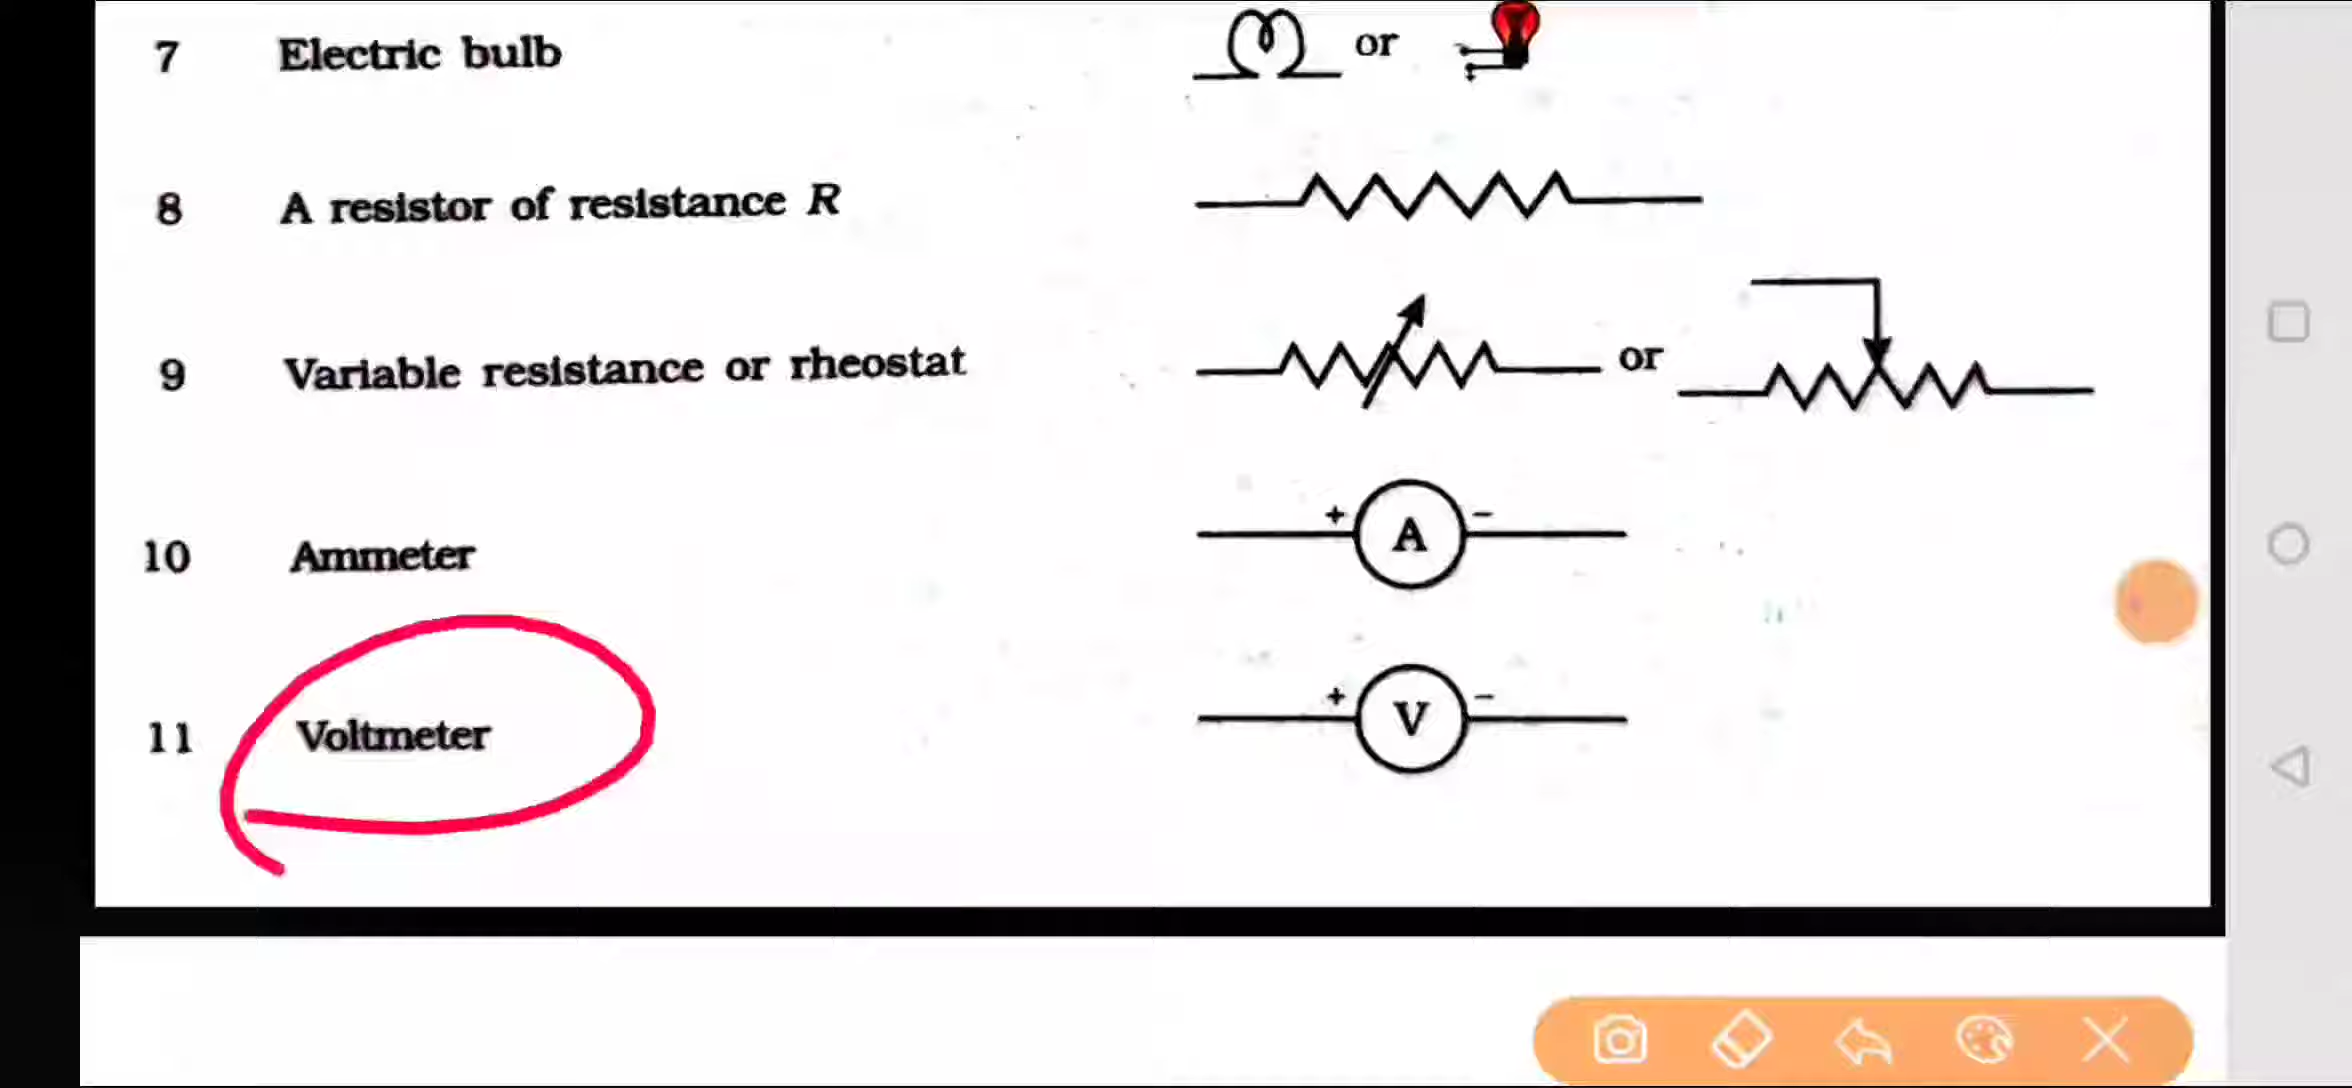 7 Electric bulb or
8 A resistor of resistance R
9 Variable resistance or rheostat or
10 Ammeter + A −
11 Voltmeter + V −